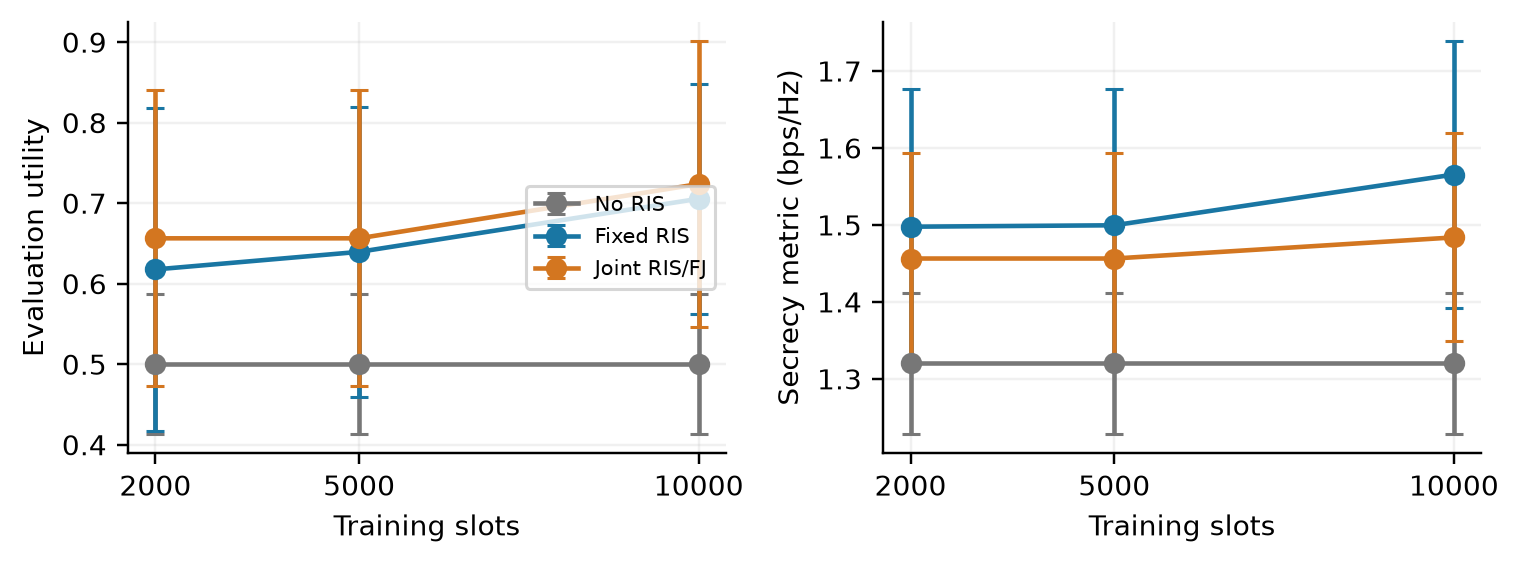 Evaluation utility
0.9
0.8
0.7
0.6
0.5
0.4
2000 5000 10000
Training slots
No RIS
Fixed RIS
Joint RIS/FJ
Secrecy metric (bps/Hz)
1.7
1.6
1.5
1.4
1.3
2000 5000 10000
Training slots